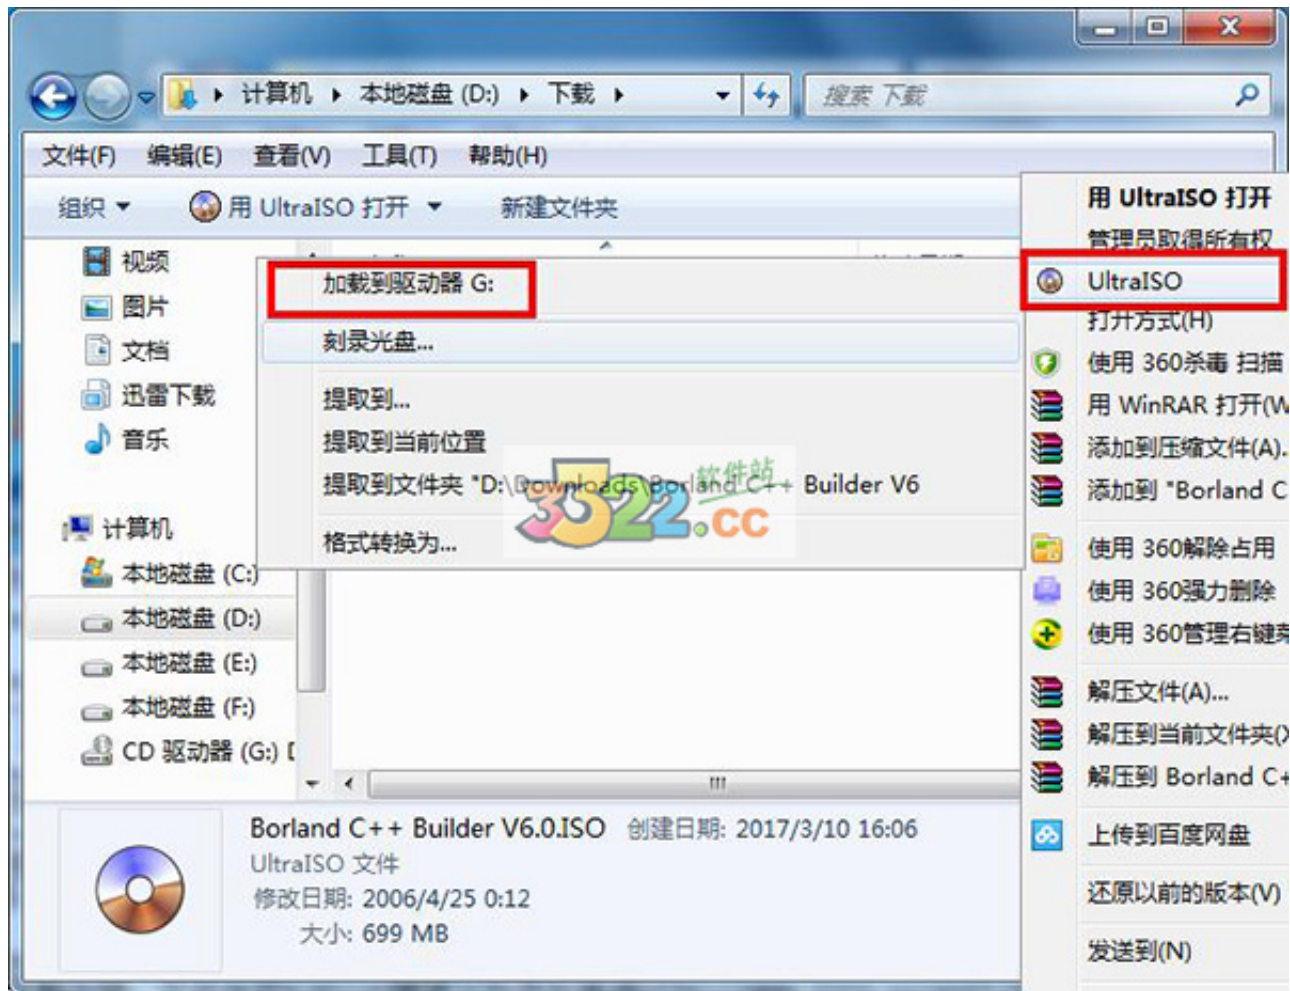 计算机 本地磁盘 (D:) 下载
搜索 下载
文件(F) 编辑(E) 查看(V) 工具(T) 帮助(H)
组织 用 UltraISO 打开 新建文件夹
视频
图片
文档
迅雷下载
音乐
计算机
本地磁盘 (C:)
本地磁盘 (D:)
本地磁盘 (E:)
本地磁盘 (F:)
CD 驱动器 (G:)
加载到驱动器 G:
刻录光盘...
提取到...
提取到当前位置
提取到文件夹 "D:\Downloads\Borland C++ Builder V6
格式转换为...
软件站
3522.cc
用 UltraISO 打开
管理员取得所有权
UltraISO
打开方式(H)
使用 360杀毒 扫描
用 WinRAR 打开(W
添加到压缩文件(A)..
添加到 "Borland C
使用 360解除占用
使用 360强力删除
使用 360管理右键菜
解压文件(A)...
解压到当前文件夹(X
解压到 Borland C+
上传到百度网盘
还原以前的版本(V)
发送到(N)
Borland C++ Builder V6.0.ISO 创建日期: 2017/3/10 16:06
UltraISO 文件
修改日期: 2006/4/25 0:12
大小: 699 MB